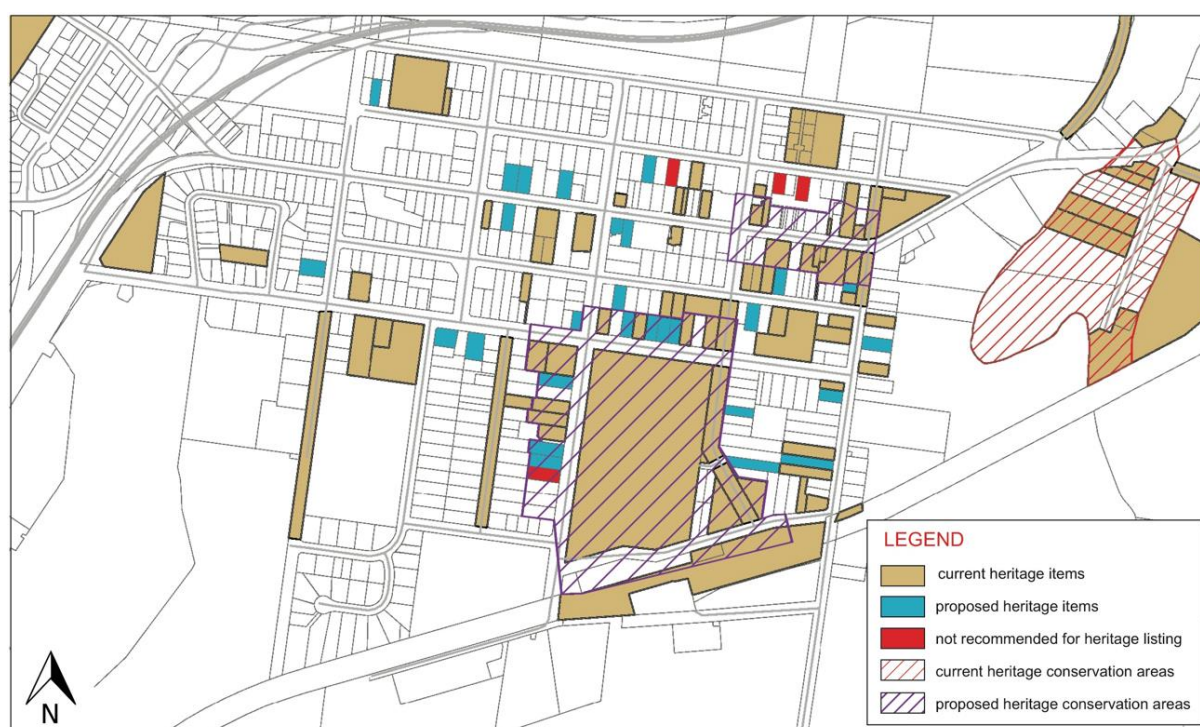 LEGEND
current heritage items
proposed heritage items
not recommended for heritage listing
current heritage conservation areas
proposed heritage conservation areas
N